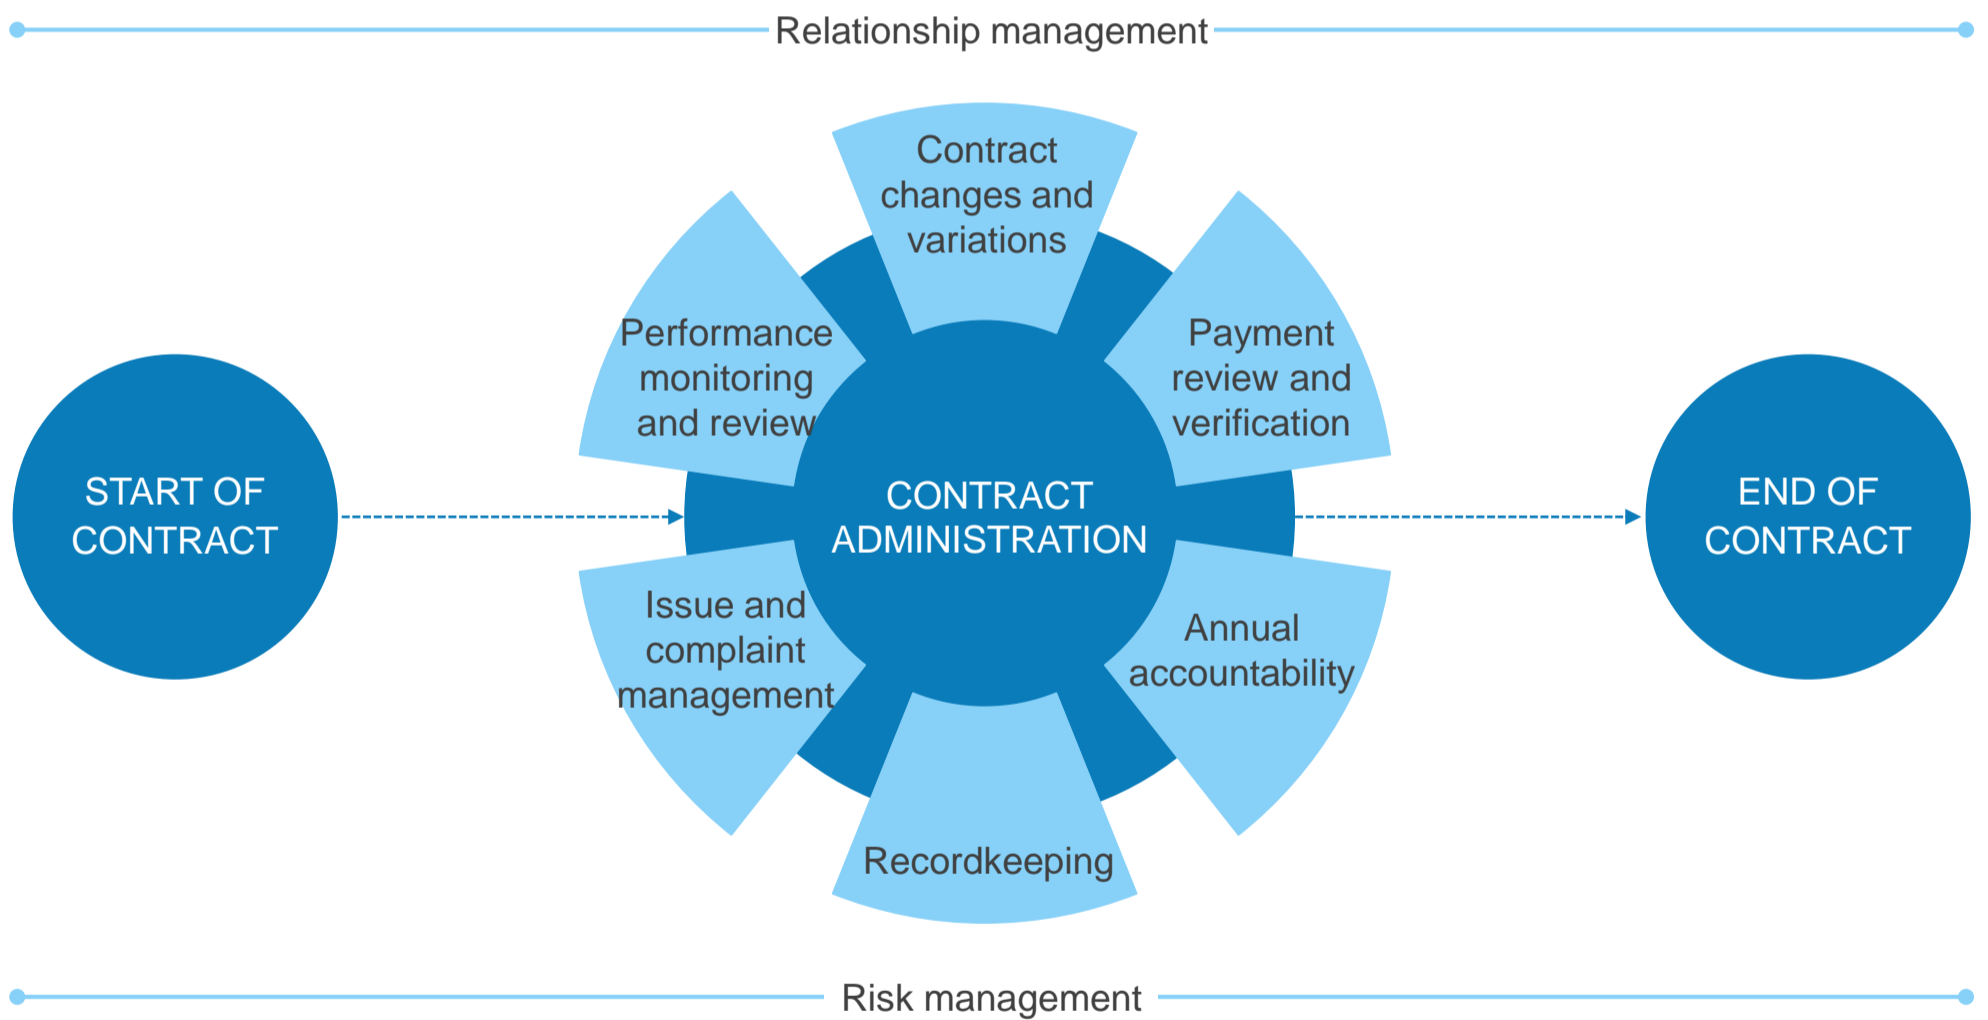 Relationship management
Contract
changes and
variations
Performance
monitoring
and review
Payment
review and
verification
START OF
CONTRACT
CONTRACT
ADMINISTRATION
END OF
CONTRACT
Issue and
complaint
management
Annual
accountability
Recordkeeping
Risk management